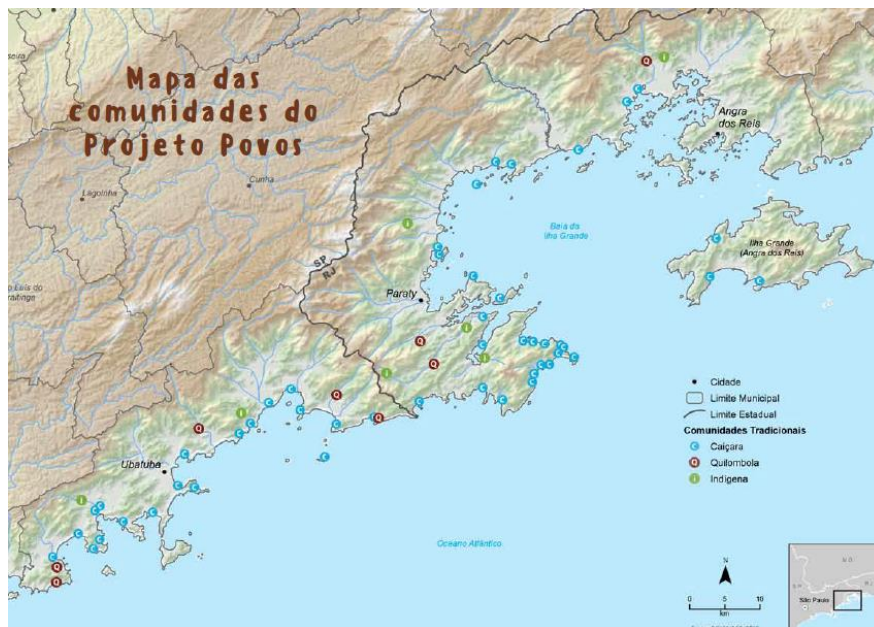 Mapa das
comunidades do
Projeto Povos
Q
i
C
C
Angra
dos Reis
C
C
C
C
Cunha
Lagoinha
i
Baía da
Ilha Grande
C
C
C
Ilha Grande
(Angra dos Reis)
SP
RJ
C
C
C
Paraty
C
C
i
Q
C
C
C
C
C
C
C
i
Q
C
C
C
C
i
C
C
C
Q
C
C
C
i
C
C
Q
C
Q
C
C
C
Ubatuba
C
C
i
C
C
C
C
C
C
C
C
Q
Q
Cidade
Limite Municipal
Limite Estadual
Comunidades Tradicionais
C Caiçara
Q Quilombola
i Indígena
Oceano Atlântico
N
0 5 10
km
São Paulo